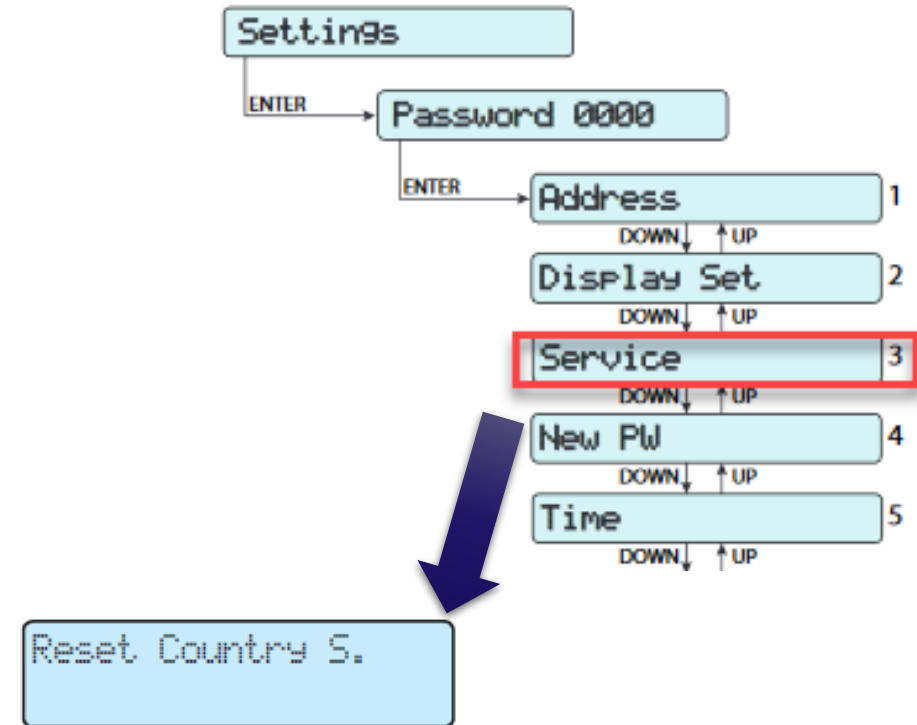 Settings
ENTER
Password 0000
ENTER
Address 1
DOWN UP
Display Set 2
DOWN UP
Service 3
DOWN UP
New PW 4
DOWN UP
Time 5
DOWN UP
Reset Country S.